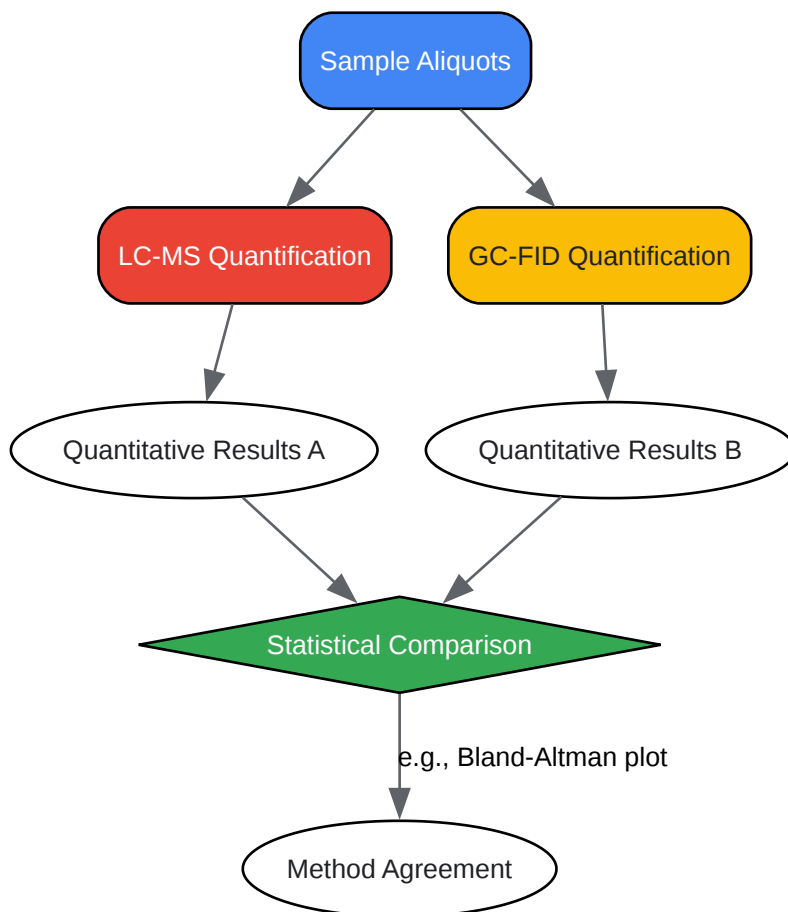 Sample Aliquots
LC-MS Quantification
GC-FID Quantification
Quantitative Results A
Quantitative Results B
Statistical Comparison
e.g., Bland-Altman plot
Method Agreement